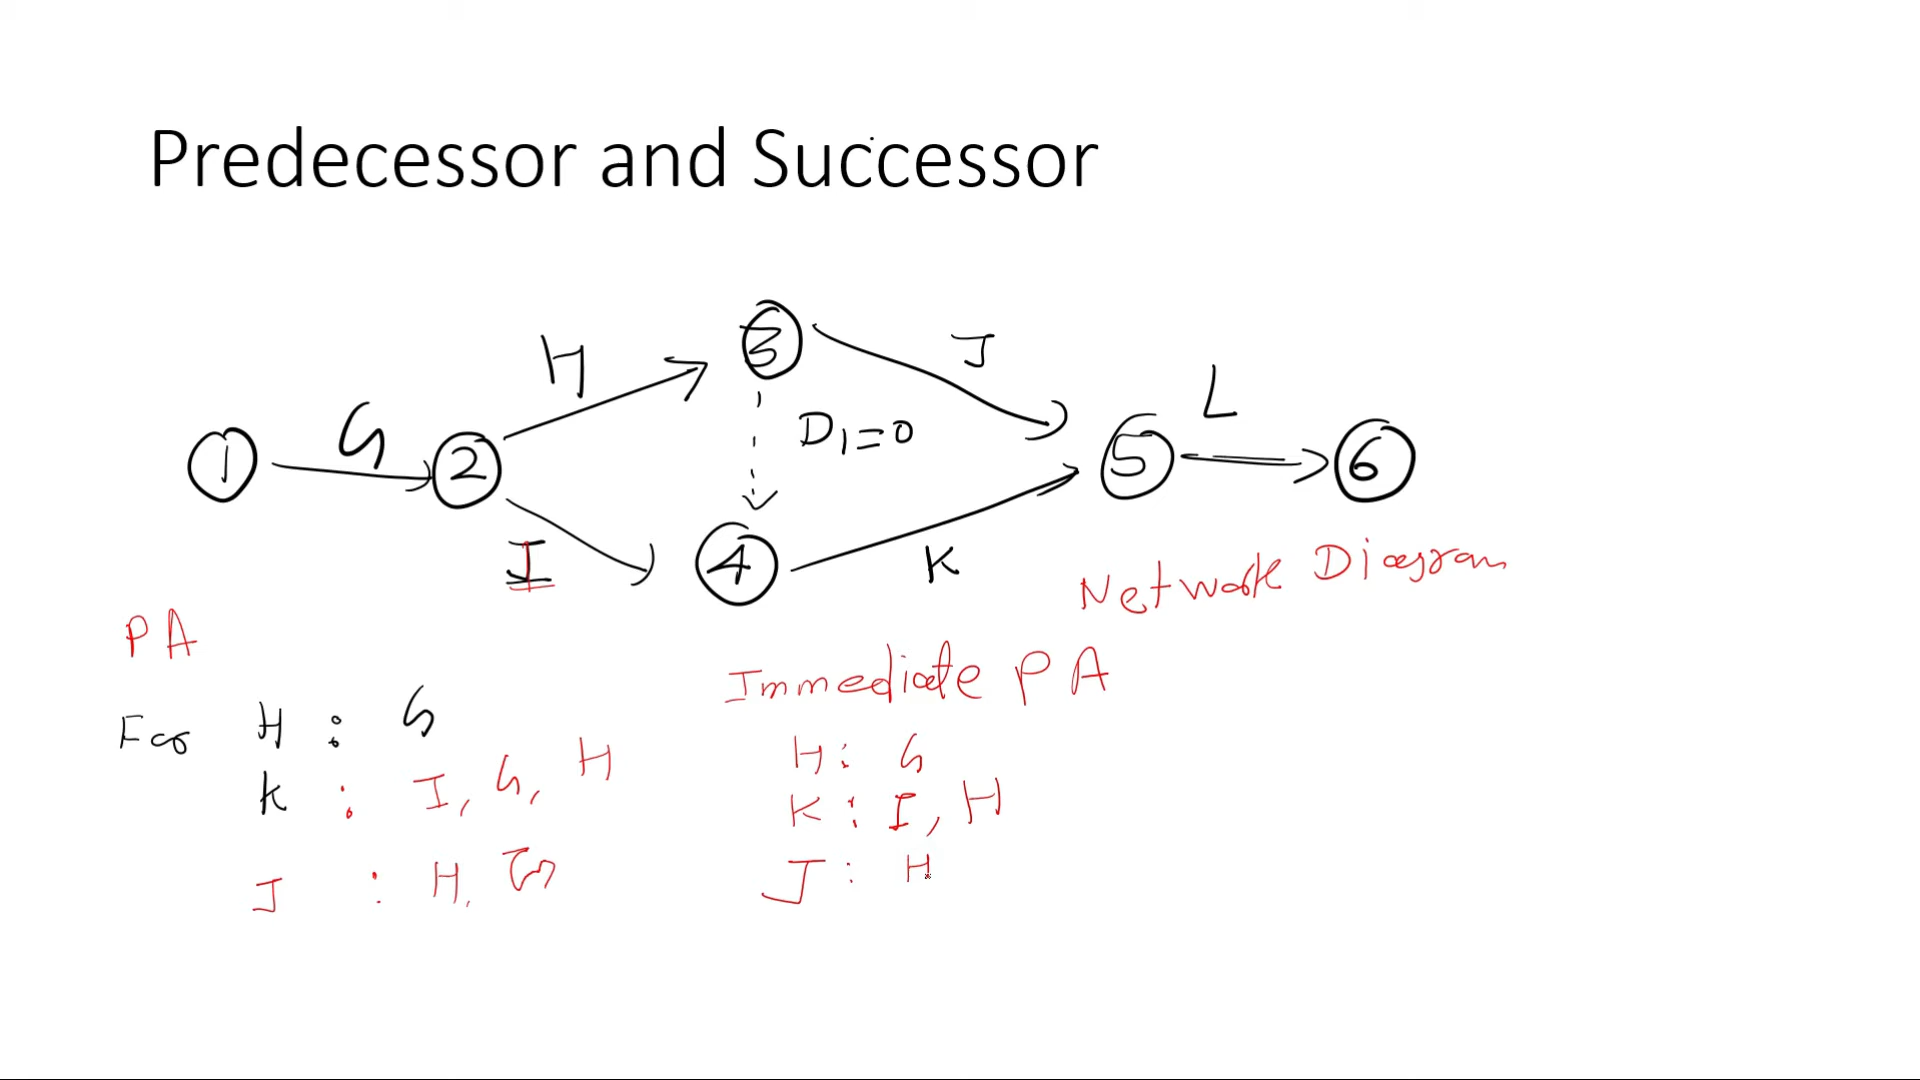 Predecessor and Successor
H
3
J
G
D1=0
L
1
2
5
6
I
4
K
Network Diagram
PA
Immediate PA
For H : G
K : I, G, H
J : H, G
H : G
K : I, H
J : H